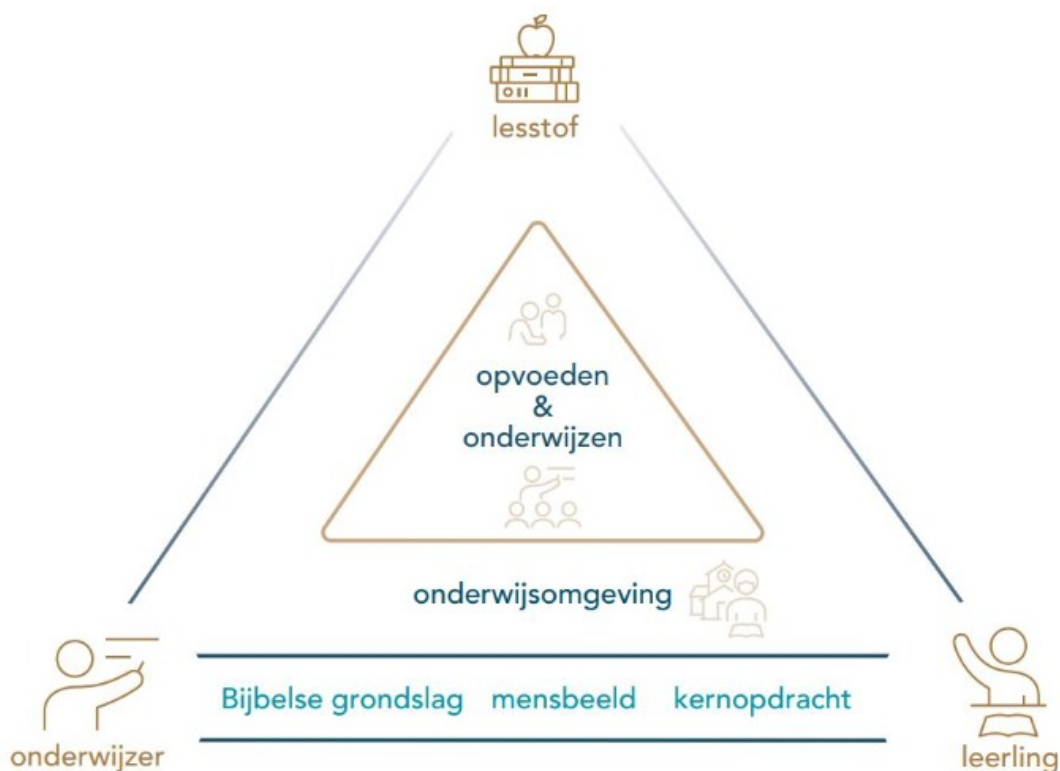 lesstof
opvoeden
&
onderwijzen
onderwijsomgeving
Bijbelse grondslag mensbeeld kernopdracht
onderwijzer
leerling